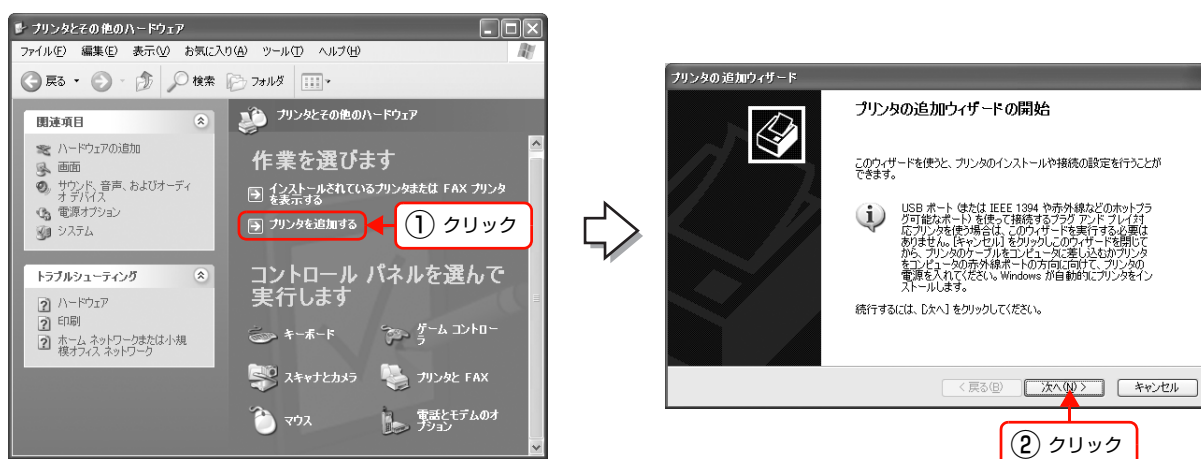 プリンタとその他のハードウェア
ファイル(F) 編集(E) 表示(V) お気に入り(A) ツール(T) ヘルプ(H)
戻る 検索 フォルダ
関連項目
ハードウェアの追加
画面
サウンド、音声、およびオーディ
オ デバイス
電源オプション
システム
トラブルシューティング
ハードウェア
印刷
ホーム ネットワークまたは小規
模オフィス ネットワーク
プリンタとその他のハードウェア
作業を選びます
インストールされているプリンタまたは FAX プリンタ
を表示する
プリンタを追加する
① クリック
コントロール パネルを選んで
実行します
キーボード
ゲーム コントロー
ラ
スキャナとカメラ
プリンタと FAX
マウス
電話とモデムのオ
プション
プリンタの追加ウィザード
プリンタの追加ウィザードの開始
このウィザードを使うと、プリンタのインストールや接続の設定を行うことが
できます。
USB ポート (または IEEE 1394 や赤外線などのホットプラ
グ可能なポート) を使って接続するプラグ アンド プレイ対
応プリンタを使う場合は、このウィザードを実行する必要は
ありません。[キャンセル] をクリックしてこのウィザードを閉じて
から、プリンタのケーブルをコンピュータに差し込むかプリンタ
をコンピュータの赤外線ポートの方向に向けて、プリンタの
電源を入れてください。Windows が自動的にプリンタをイン
ストールします。
続行するには、[次へ] をクリックしてください。
< 戻る(B) 次へ(N) > キャンセル
② クリック